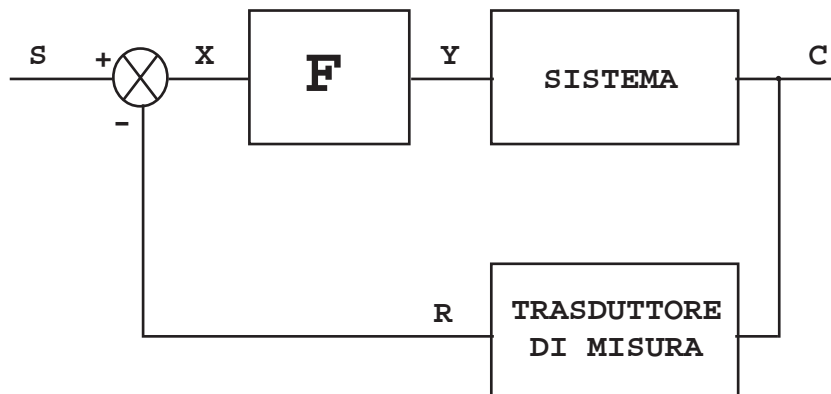 S
+
X
F
Y
SISTEMA
C
-
R
TRASDUTTORE
DI MISURA